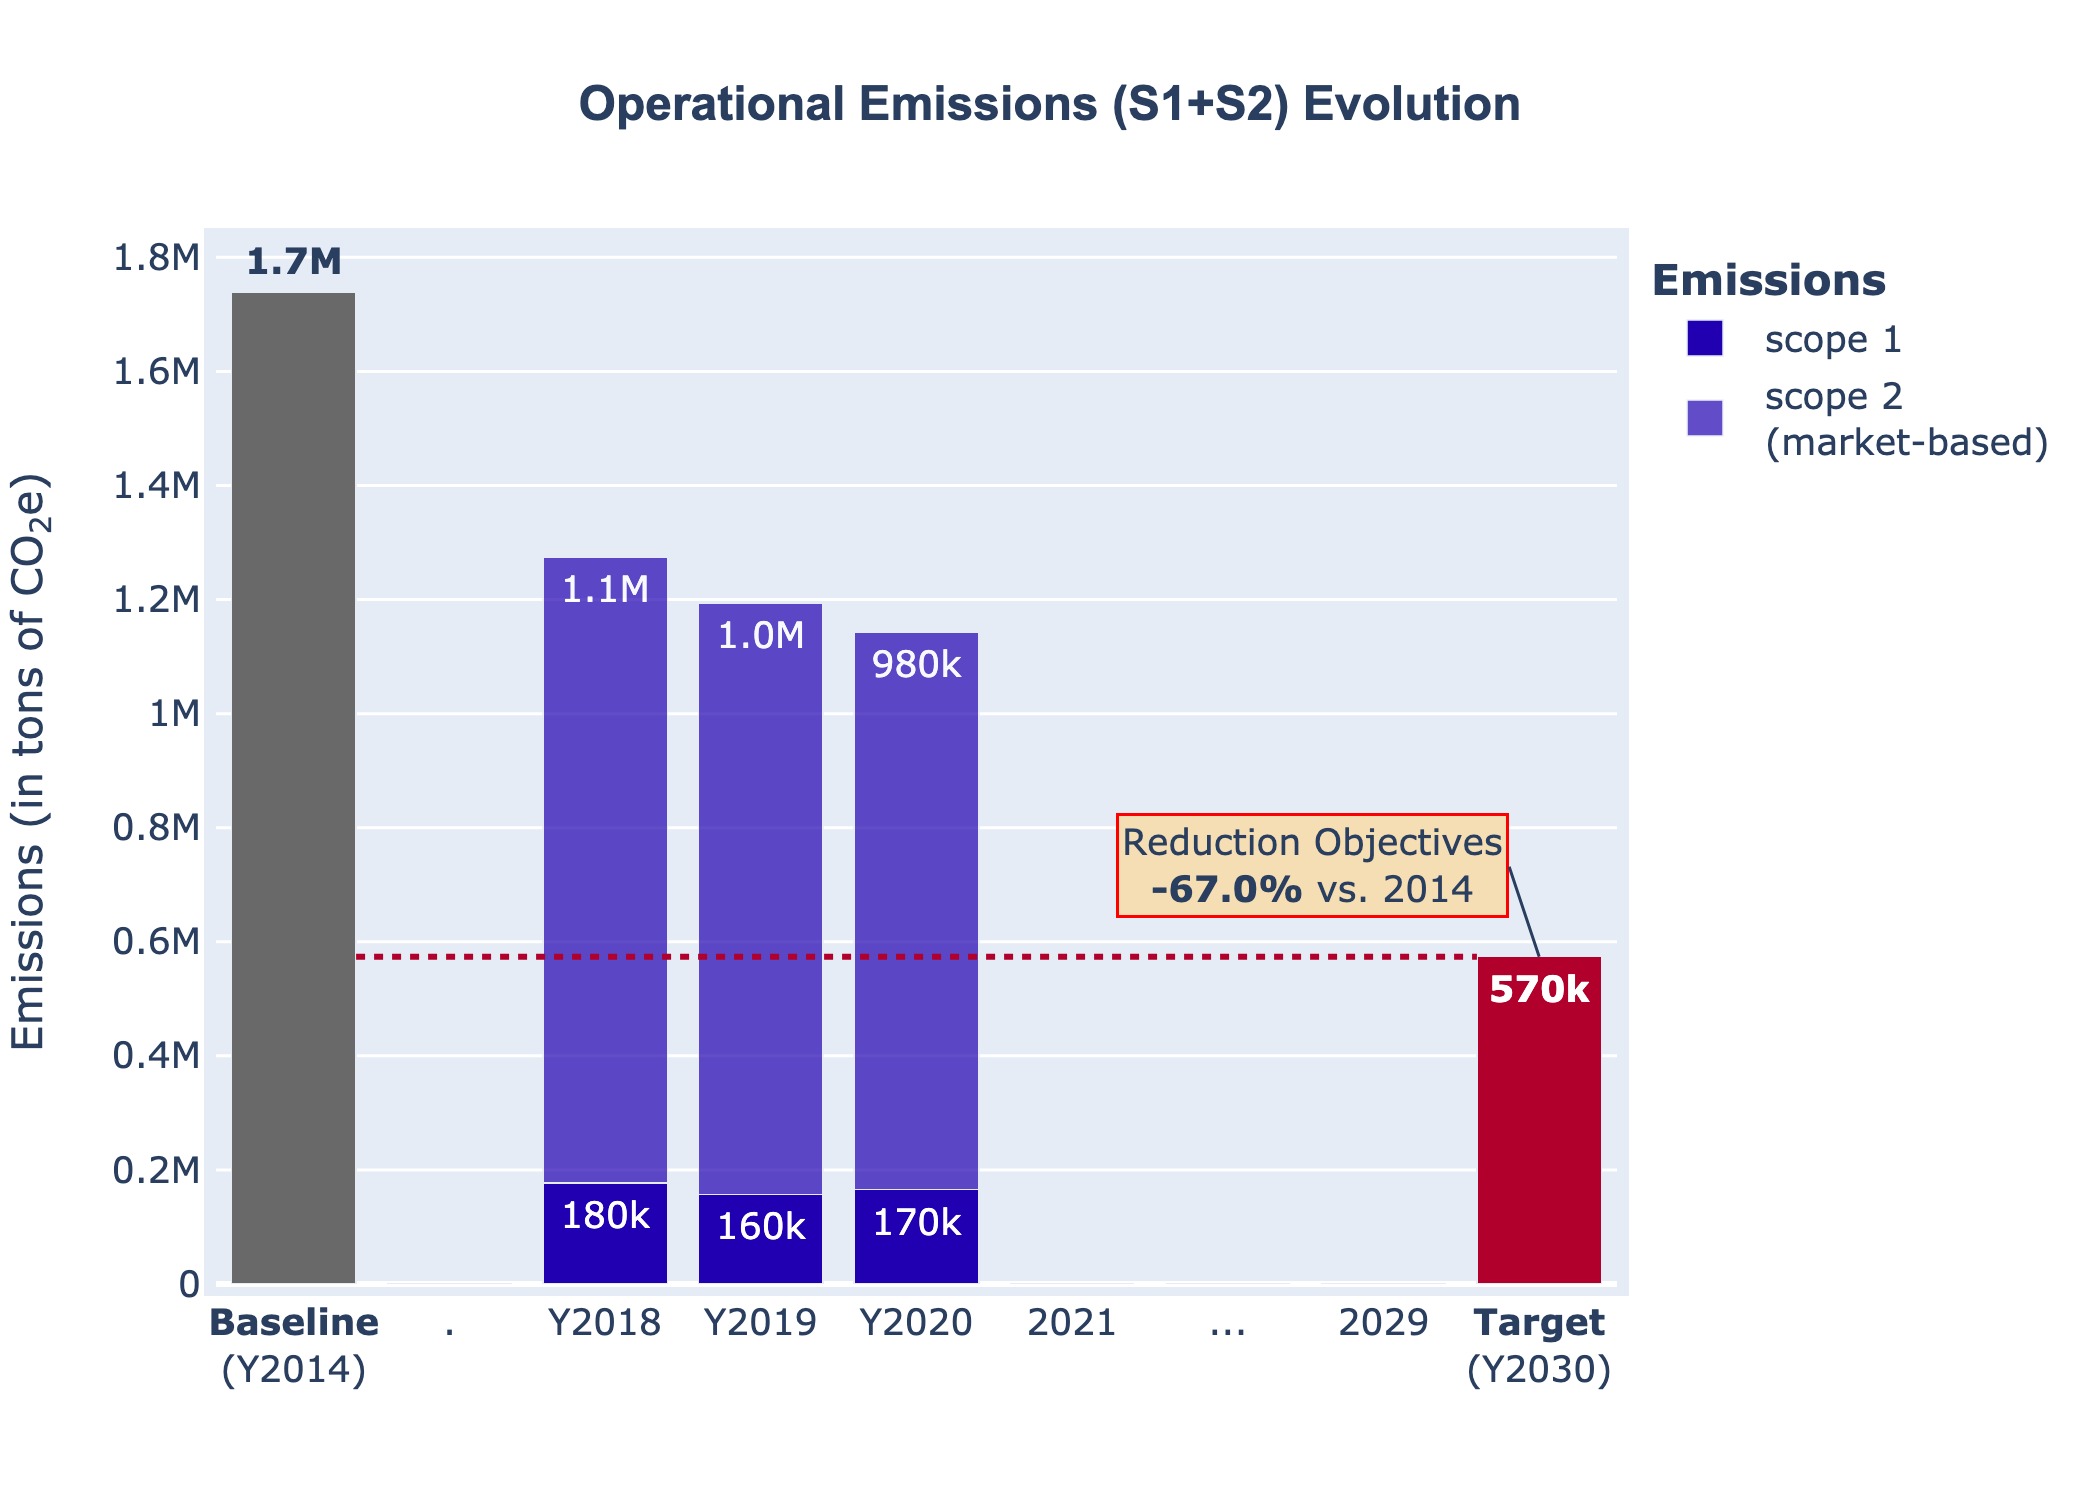 Operational Emissions (S1+S2) Evolution
Emissions (in tons of CO₂e)
1.8M
1.6M
1.4M
1.2M
1M
0.8M
0.6M
0.4M
0.2M
0
1.7M
1.1M
180k
1.0M
160k
980k
170k
Reduction Objectives
-67.0% vs. 2014
570k
Baseline
(Y2014)
.
Y2018
Y2019
Y2020
2021
...
2029
Target
(Y2030)
Emissions
scope 1
scope 2
(market-based)